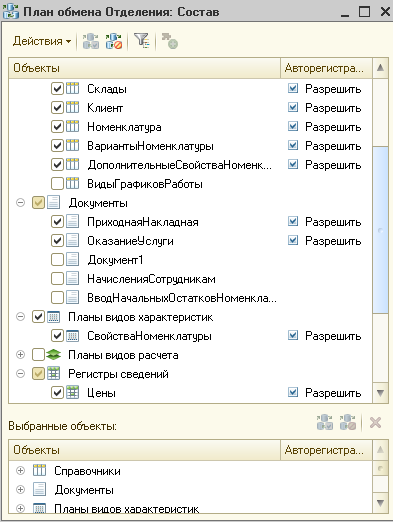 План обмена Отделения: Состав
Действия
Объекты Авторегистра...
Склады Разрешить
Клиент Разрешить
Номенклатура Разрешить
ВариантыНоменклатуры Разрешить
ДополнительныеСвойстваНоменк... Разрешить
ВидыГрафиковРаботы
Документы
ПриходнаяНакладная Разрешить
ОказаниеУслуги Разрешить
Документ1
НачисленияСотрудникам
ВводНачальныхОстатковНоменкла...
Планы видов характеристик
СвойстваНоменклатуры Разрешить
Планы видов расчета
Регистры сведений
Цены Разрешить
Выбранные объекты:
Объекты Авторегистра...
Справочники
Документы
Планы видов характеристик